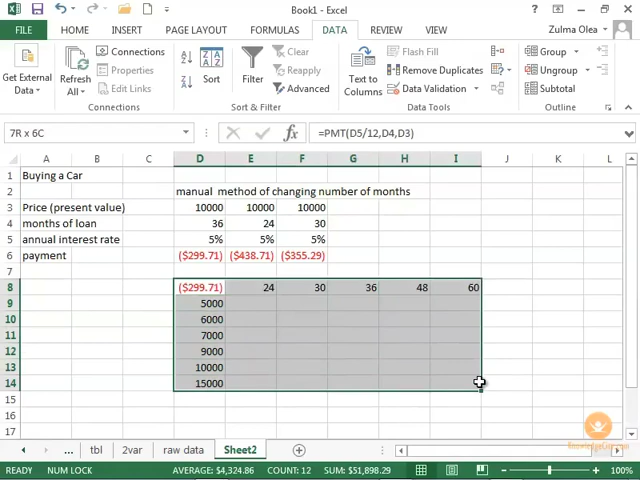 Book1 - Excel
FILE HOME INSERT PAGE LAYOUT FORMULAS DATA REVIEW VIEW Zulma Olea
Get External Data
Refresh All
Connections
Properties
Edit Links
Connections
Sort
Filter
Clear
Reapply
Advanced
Sort & Filter
Text to Columns
Flash Fill
Remove Duplicates
Data Validation
Data Tools
Group
Ungroup
Subtotal
Outline
7R x 6C fx =PMT(D5/12,D4,D3)
A B C D E F G H I J K L
1 Buying a Car
2 manual method of changing number of months
3 Price (present value) 10000 10000 10000
4 months of loan 36 24 30
5 annual interest rate 5% 5% 5%
6 payment ($299.71) ($438.71) ($355.29)
7
8 ($299.71) 24 30 36 48 60
9 5000
10 6000
11 7000
12 9000
13 10000
14 15000
15
16
17
... tbl 2var raw data Sheet2
KnowledgeCity.com
READY NUM LOCK AVERAGE: $4,324.86 COUNT: 12 SUM: $51,898.29 100%